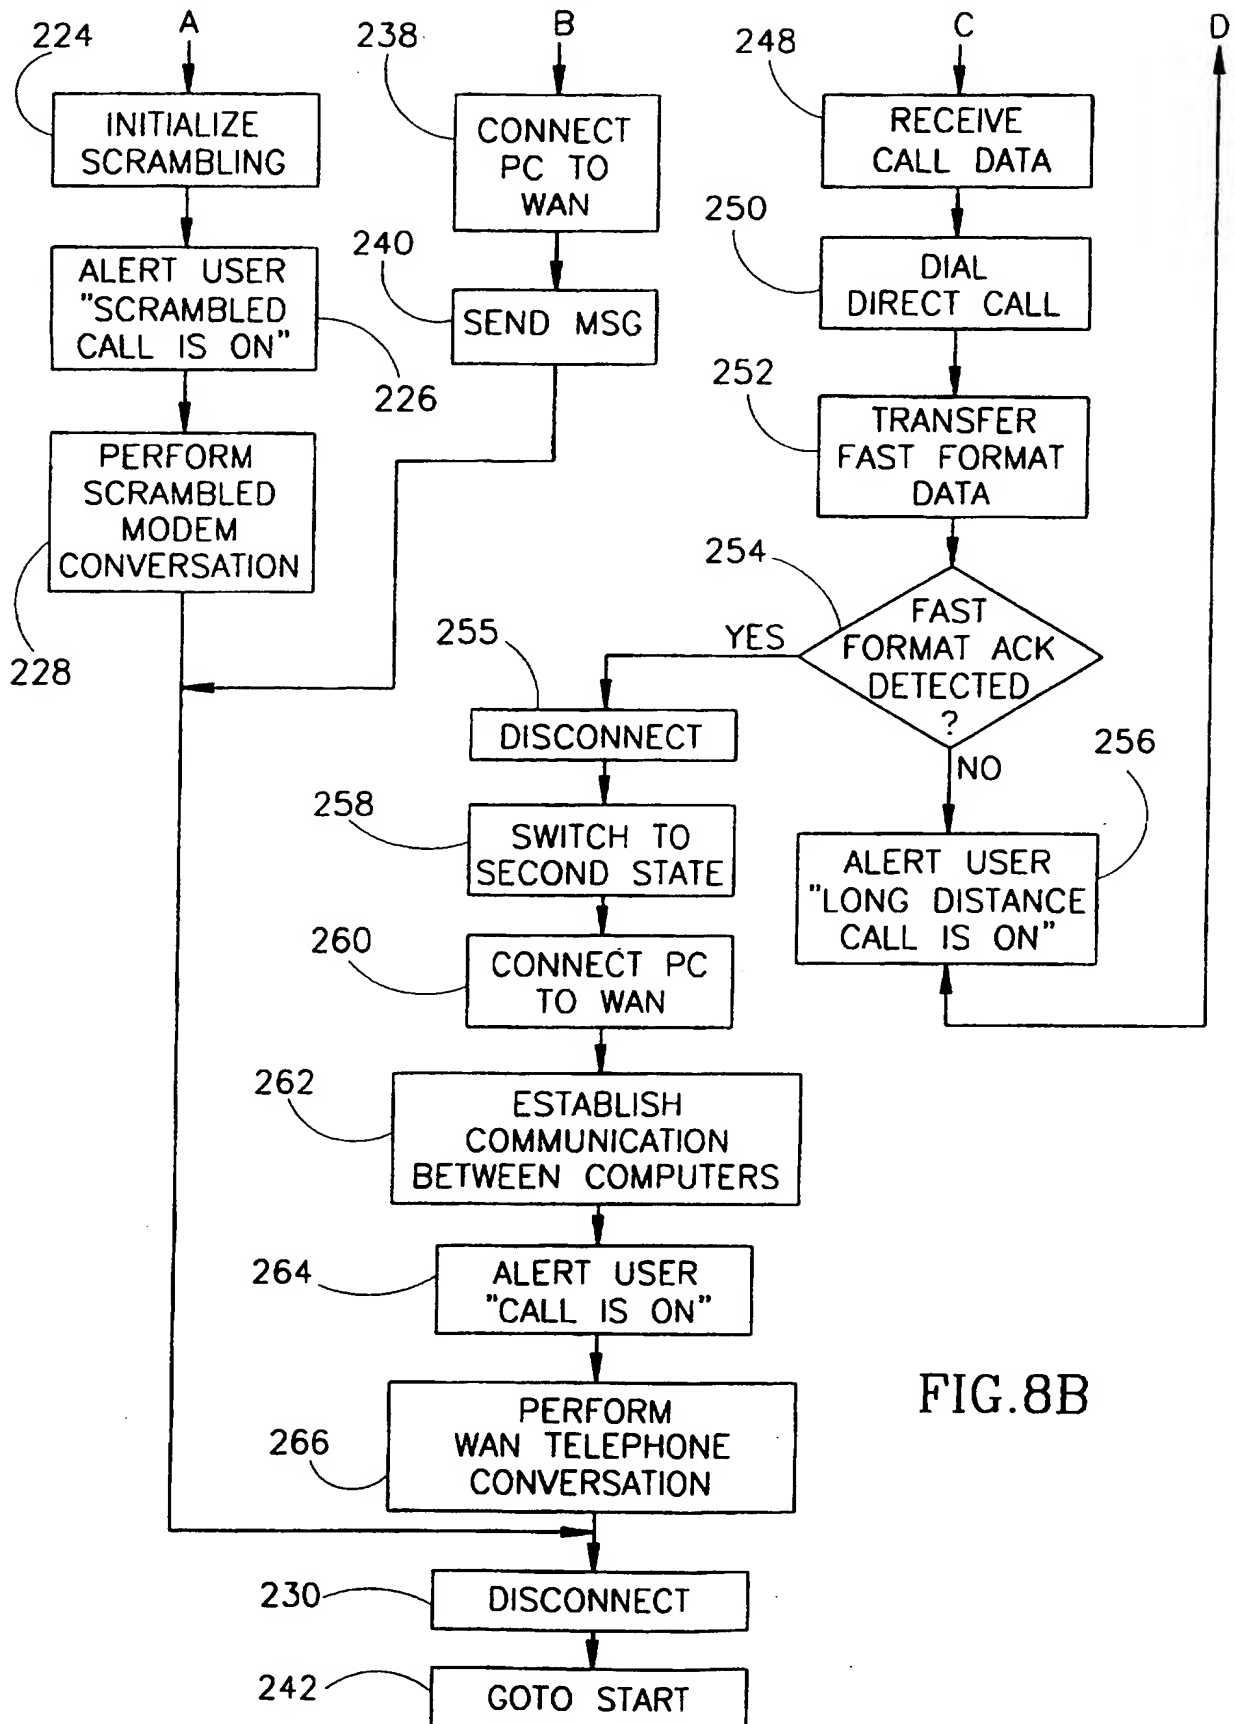 A
B
C
D
224
238
248
INITIALIZE
SCRAMBLING
CONNECT
PC TO
WAN
RECEIVE
CALL DATA
250
240
ALERT USER
"SCRAMBLED
CALL IS ON"
226
SEND MSG
DIAL
DIRECT CALL
252
PERFORM
SCRAMBLED
MODEM
CONVERSATION
228
TRANSFER
FAST FORMAT
DATA
254
FAST
FORMAT ACK
DETECTED
?
YES
NO
255
DISCONNECT
256
ALERT USER
"LONG DISTANCE
CALL IS ON"
258
SWITCH TO
SECOND STATE
260
CONNECT PC
TO WAN
262
ESTABLISH
COMMUNICATION
BETWEEN COMPUTERS
264
ALERT USER
"CALL IS ON"
266
PERFORM
WAN TELEPHONE
CONVERSATION
FIG.8B
230
DISCONNECT
242
GOTO START